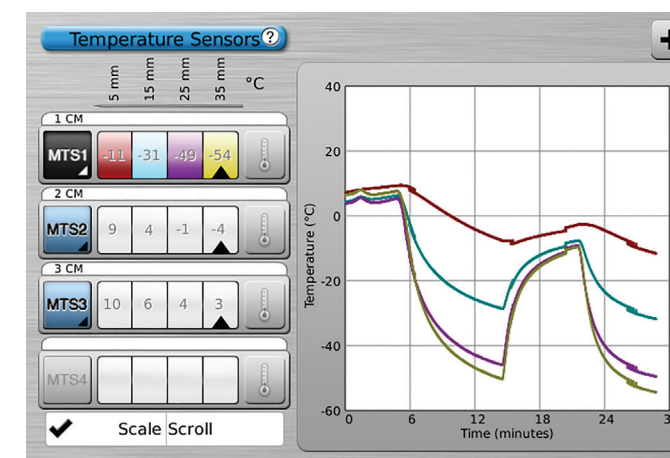 Temperature Sensors ?
5 mm 15 mm 25 mm 35 mm °C
1 CM
MTS1 -11 -31 -49 -54
2 CM
MTS2 9 4 -1 -4
3 CM
MTS3 10 6 4 3
MTS4
Scale Scroll
+
40
20
0
-20
-40
-60
Temperature (°C)
0 6 12 18 24 3
Time (minutes)